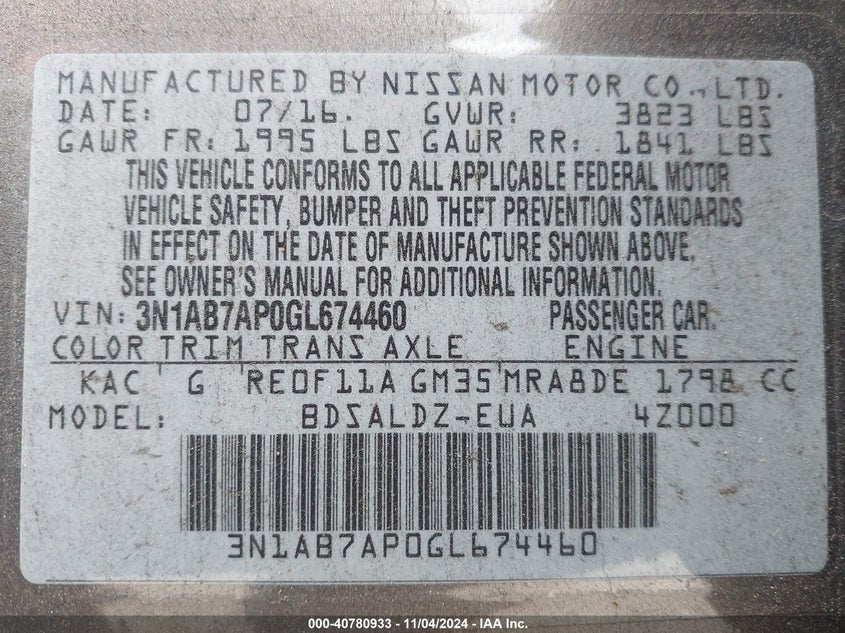 MANUFACTURED BY NISSAN MOTOR CO., LTD.
DATE: 07/16. GVWR: 3823 LBS
GAWR FR: 1995 LBS GAWR RR: 1841 LBS
THIS VEHICLE CONFORMS TO ALL APPLICABLE FEDERAL MOTOR
VEHICLE SAFETY, BUMPER AND THEFT PREVENTION STANDARDS
IN EFFECT ON THE DATE OF MANUFACTURE SHOWN ABOVE.
SEE OWNER'S MANUAL FOR ADDITIONAL INFORMATION.
VIN: 3N1AB7AP0GL674460 PASSENGER CAR.
COLOR TRIM TRANS AXLE ENGINE
KAC G RE0F11A GM35 MRA8DE 1798 CC
MODEL: BDSALDZ-EUA 4Z000
3N1AB7AP0GL674460
000-40780933 - 11/04/2024 - IAA Inc.